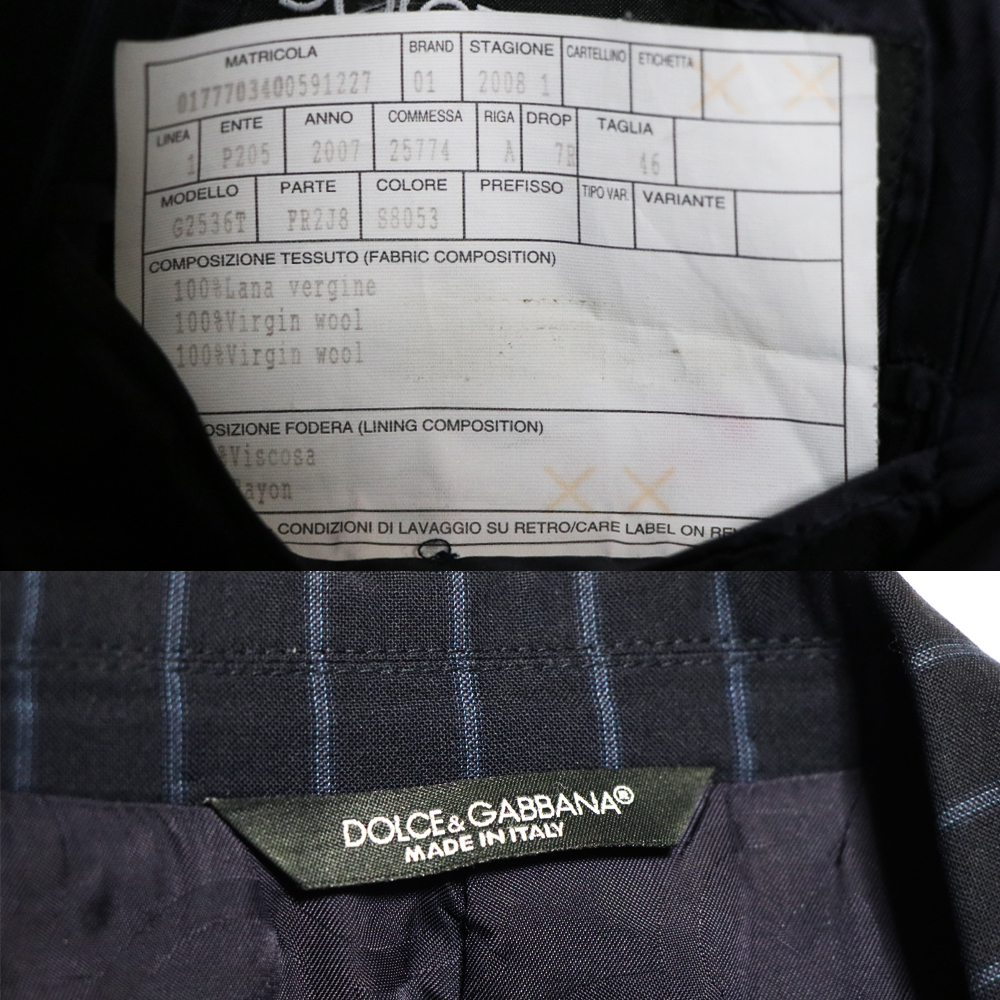 MATRICOLA BRAND STAGIONE CARTELLINO ETICHETTA
0177703400591227 01 2008 1
LINEA ENTE ANNO COMMESSA RIGA DROP TAGLIA
1 P205 2007 25774 A 7R 46
MODELLO PARTE COLORE PREFISSO TIPO VAR. VARIANTE
G2536T FR2J8 S8053
COMPOSIZIONE TESSUTO (FABRIC COMPOSITION)
100%Lana vergine
100%Virgin wool
100%Virgin wool
OSIZIONE FODERA (LINING COMPOSITION)
%Viscosa
ayon
CONDIZIONI DI LAVAGGIO SU RETRO/CARE LABEL ON RE
DOLCE&GABBANA®
MADE IN ITALY